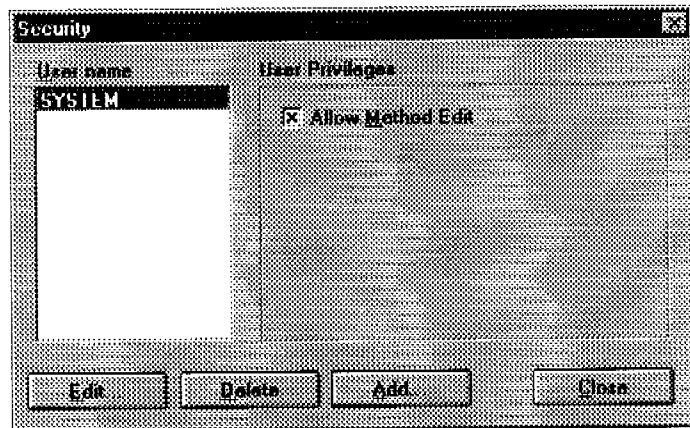 Security
User name
User Privileges
SYSTEM
Allow Method Edit
Edit
Delete
Add
Close